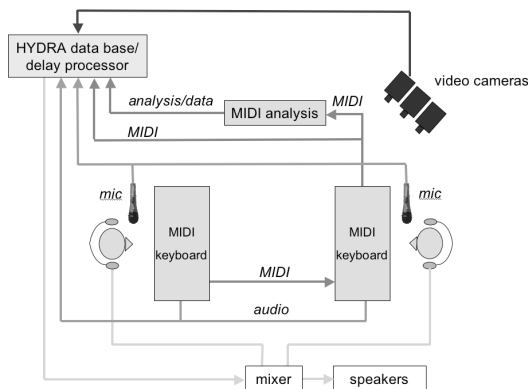 HYDRA data base/
delay processor
video cameras
analysis/data
MIDI analysis
MIDI
MIDI
mic
mic
MIDI
keyboard
MIDI
keyboard
MIDI
audio
mixer
speakers